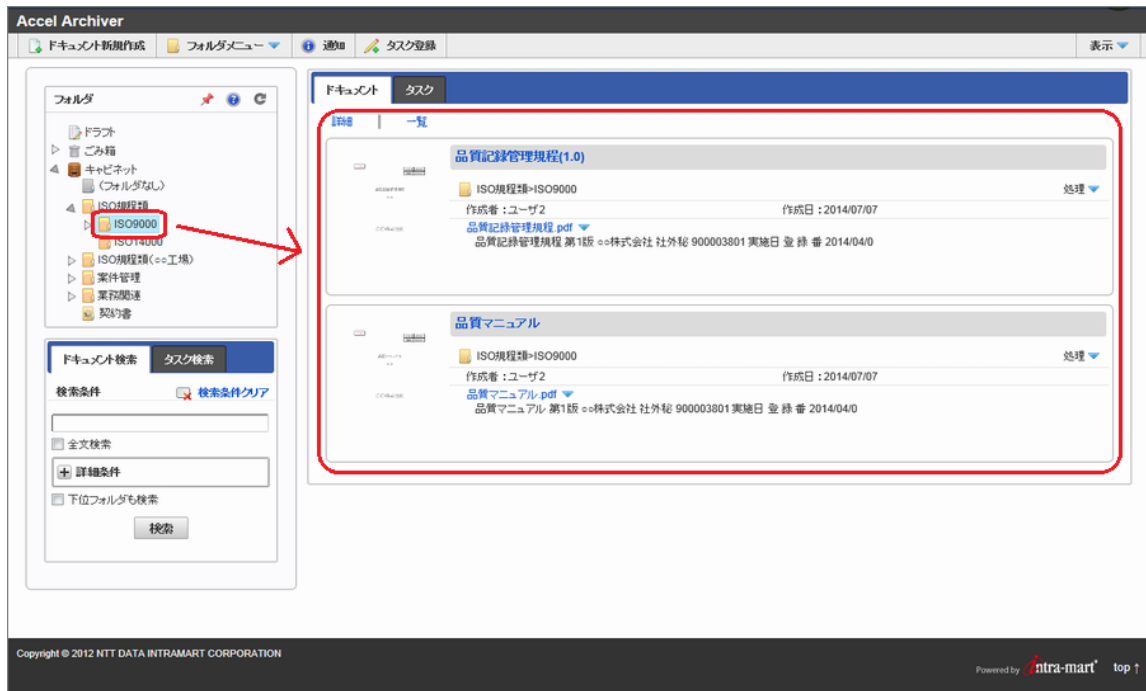 Accel Archiver
ドキュメント新規作成 フォルダメニュー 通知 タスク登録 表示
フォルダ
ドラフト
ごみ箱
キャビネット
(フォルダなし)
ISO規程類
ISO9000
ISO14000
ISO規程類(○○工場)
案件管理
業務関連
契約書
ドキュメント検索 タスク検索
検索条件 検索条件クリア
全文検索
詳細条件
下位フォルダも検索
検索
ドキュメント タスク
詳細 | 一覧
品質記録管理規程(1.0)
ISO規程類>ISO9000 処理
作成者:ユーザ2 作成日:2014/07/07
品質記録管理規程.pdf
品質記録管理規程 第1版 ○○株式会社 社外秘 900003801 実施日 登 録 番 2014/04/0
品質マニュアル
ISO規程類>ISO9000 処理
作成者:ユーザ2 作成日:2014/07/07
品質マニュアル.pdf
品質マニュアル 第1版 ○○株式会社 社外秘 900003801 実施日 登 録 番 2014/04/0
Copyright © 2012 NTT DATA INTRAMART CORPORATION
Powered by intra-mart top ↑